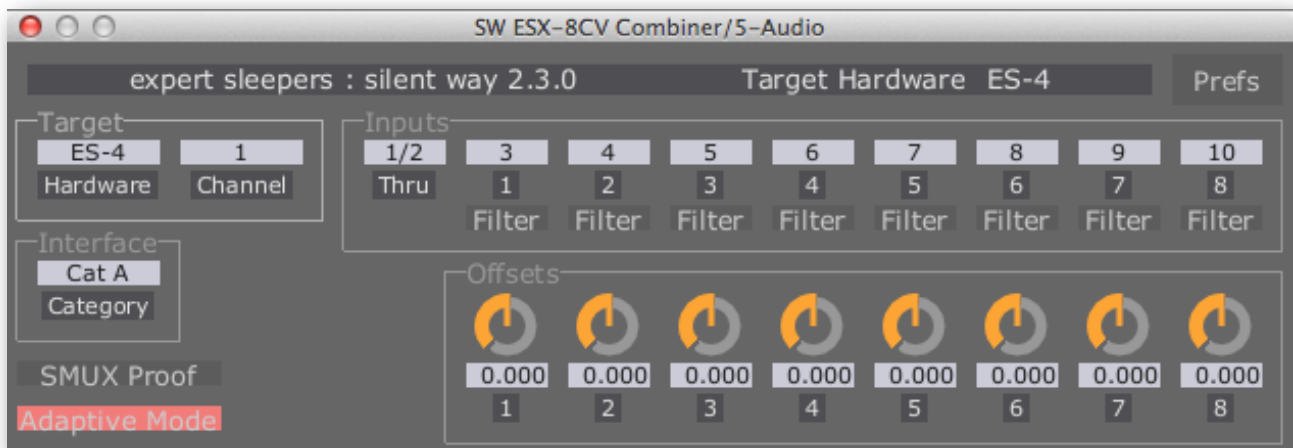 SW ESX-8CV Combiner/5-Audio
expert sleepers : silent way 2.3.0 Target Hardware ES-4 Prefs
Target Inputs
ES-4 1 1/2 3 4 5 6 7 8 9 10
Hardware Channel Thru 1 2 3 4 5 6 7 8
Filter Filter Filter Filter Filter Filter Filter Filter
Interface
Cat A Offsets
Category
SMUX Proof 0.000 0.000 0.000 0.000 0.000 0.000 0.000 0.000
Adaptive Mode 1 2 3 4 5 6 7 8